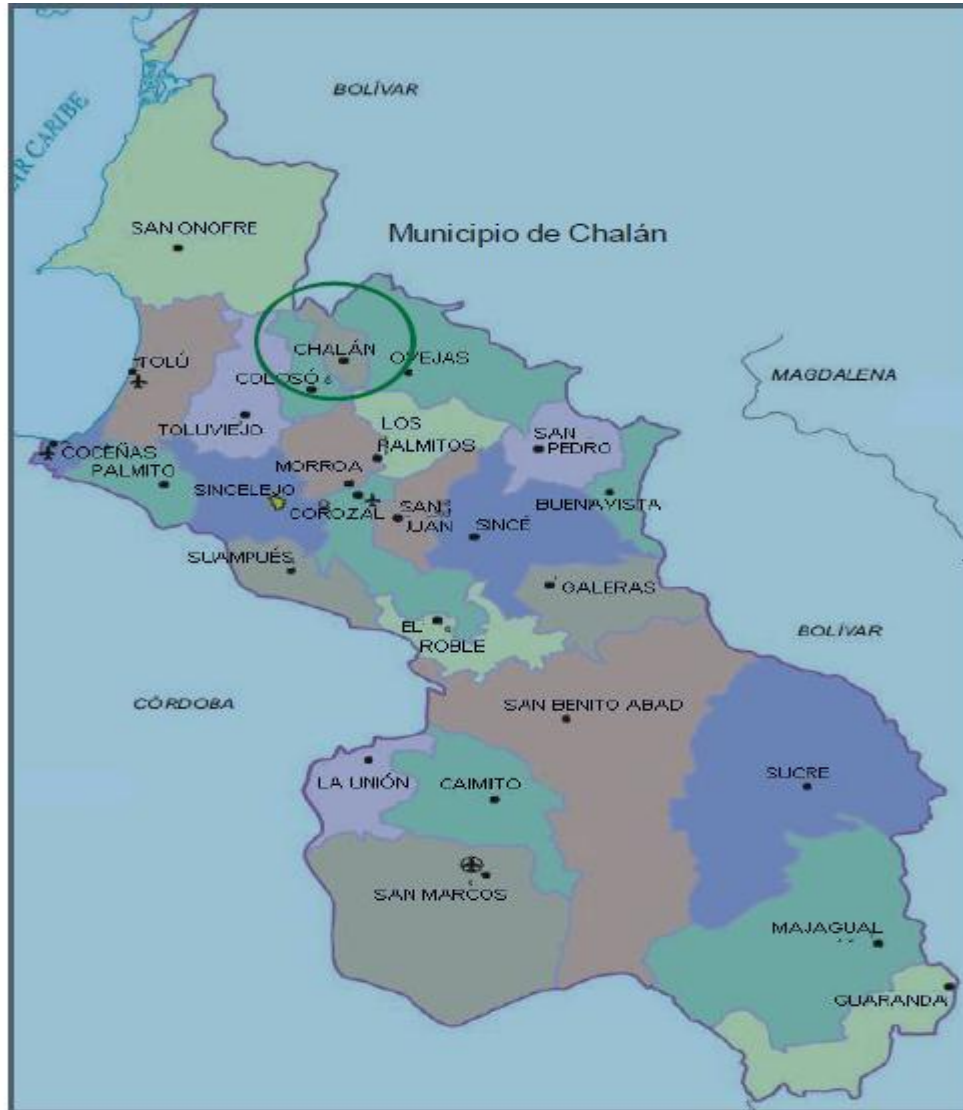 BOLÍVAR
AR CARIBE
SAN ONOFRE
Municipio de Chalán
CHALÁN
TOLÚ
OVEJAS
MAGDALENA
COLOSÓ
TOLUVIEJO
LOS
PALMITOS
SAN
PEDRO
COCEÑAS
PALMITO
MORROA
SINCELEJO
BUENAVISTA
COROZAL
SAN
JUAN
SINCÉ
SUAMPUÉS
GALERAS
EL
ROBLE
BOLÍVAR
CÓRDOBA
SAN BENITO ABAD
LA UNIÓN
CAIMITO
SUCRE
SAN MARCOS
MAJAGUAL
GUARANDA